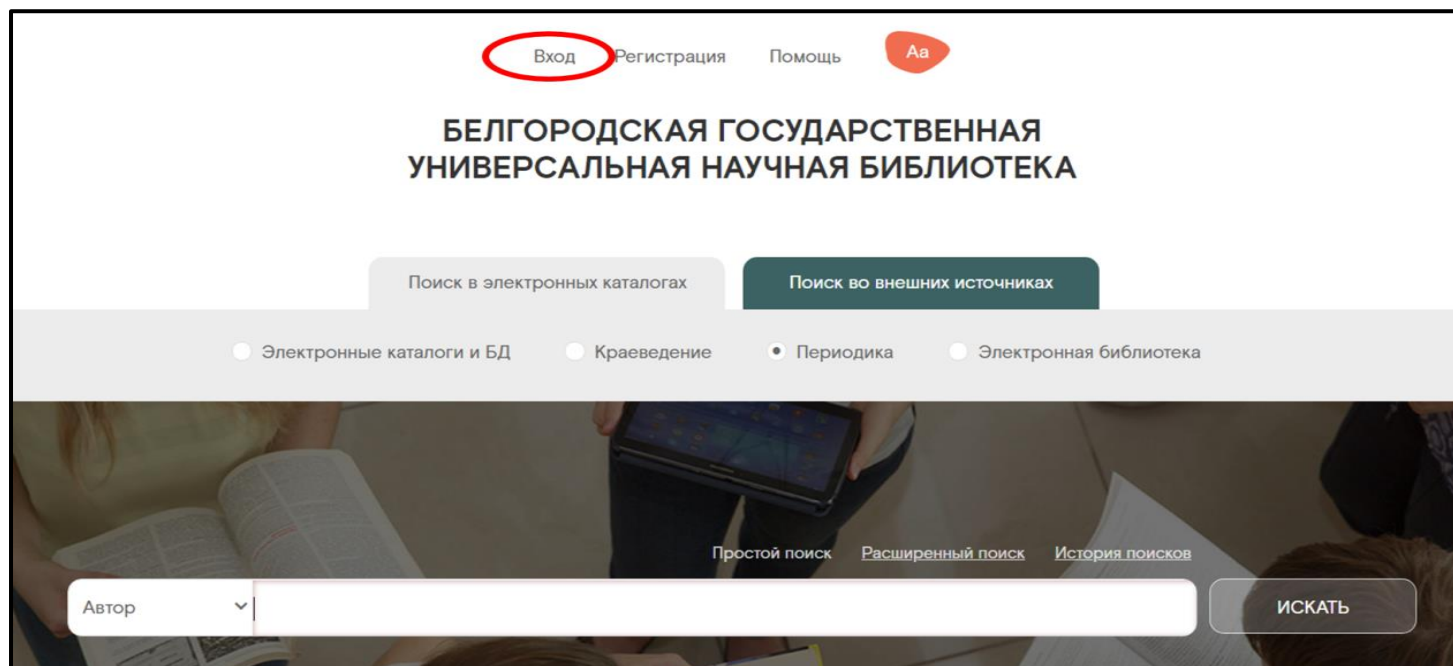 Вход Регистрация Помощь Aa
БЕЛГОРОДСКАЯ ГОСУДАРСТВЕННАЯ
УНИВЕРСАЛЬНАЯ НАУЧНАЯ БИБЛИОТЕКА
Поиск в электронных каталогах Поиск во внешних источниках
Электронные каталоги и БД Краеведение Периодика Электронная библиотека
Простой поиск Расширенный поиск История поисков
Автор ИСКАТЬ